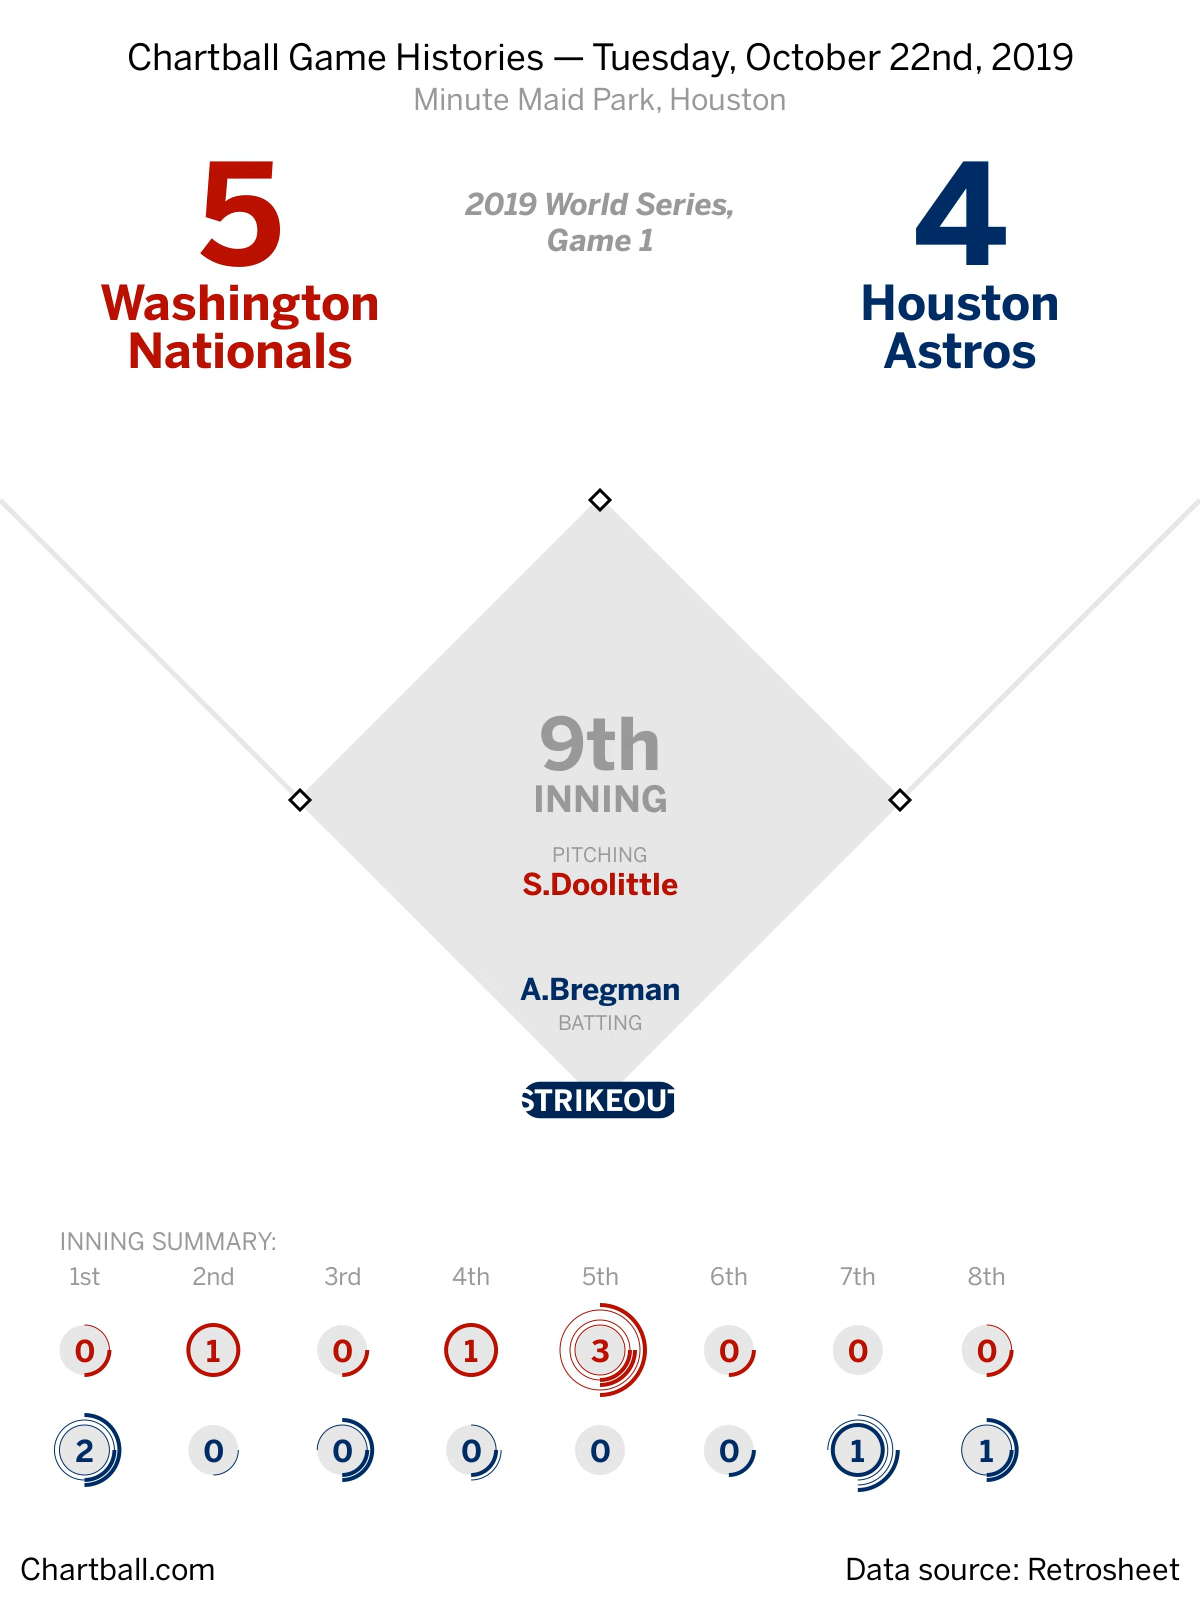 Chartball Game Histories — Tuesday, October 22nd, 2019
Minute Maid Park, Houston
5
Washington
Nationals
2019 World Series,
Game 1
4
Houston
Astros
9th
INNING
PITCHING
S.Doolittle
A.Bregman
BATTING
STRIKEOUT
INNING SUMMARY:
1st 2nd 3rd 4th 5th 6th 7th 8th
0 1 0 1 3 0 0 0
2 0 0 0 0 0 1 1
Chartball.com
Data source: Retrosheet